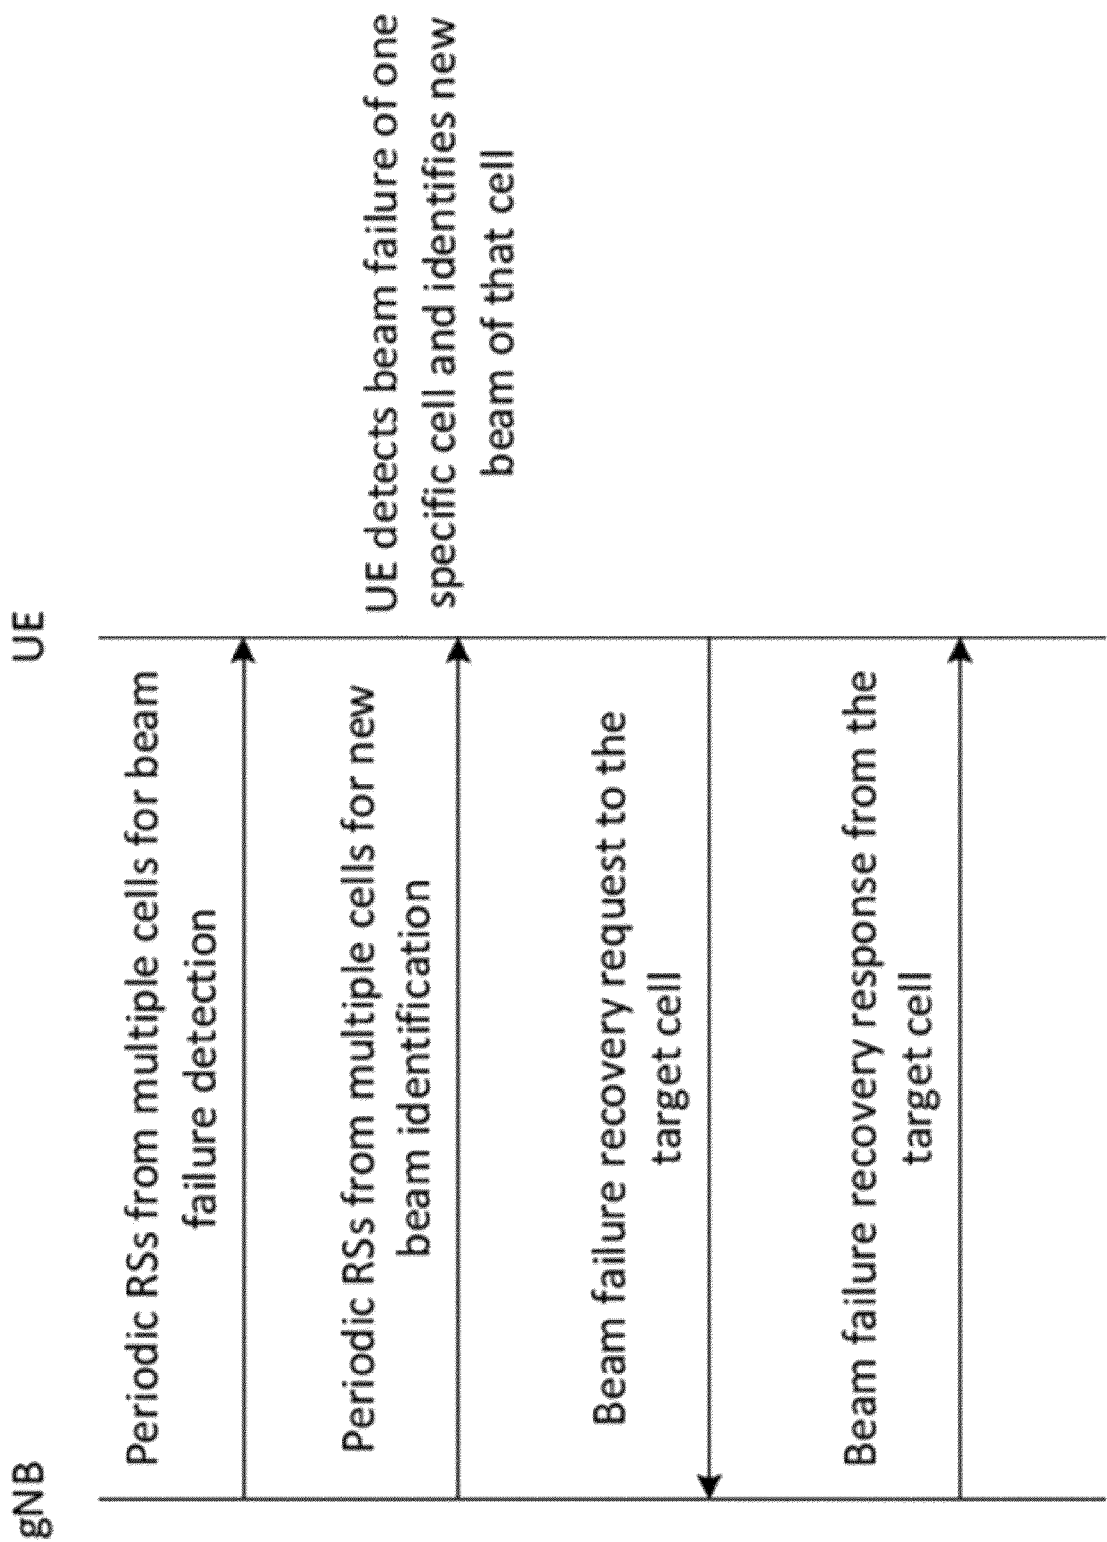 gNB
UE
Periodic RSs from multiple cells for beam
failure detection
Periodic RSs from multiple cells for new
beam identification
UE detects beam failure of one
specific cell and identifies new
beam of that cell
Beam failure recovery request to the
target cell
Beam failure recovery response from the
target cell